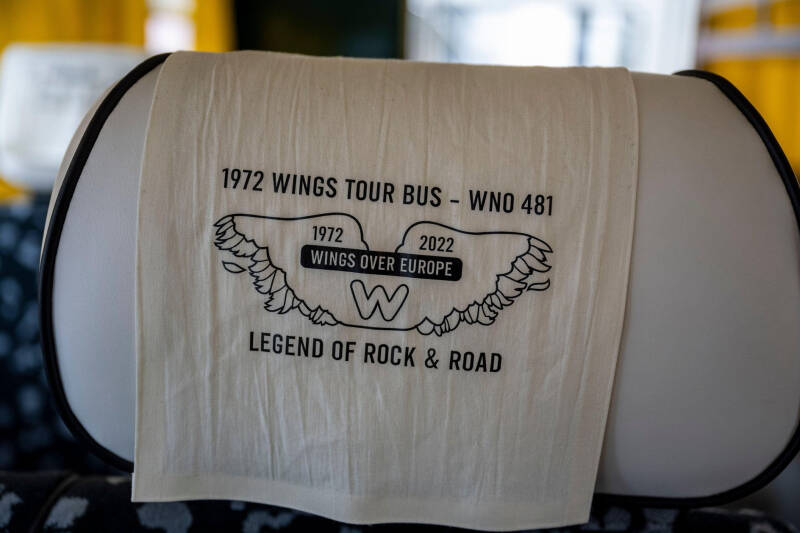 1972 WINGS TOUR BUS - WNO 481
1972 2022
WINGS OVER EUROPE
W
LEGEND OF ROCK & ROAD